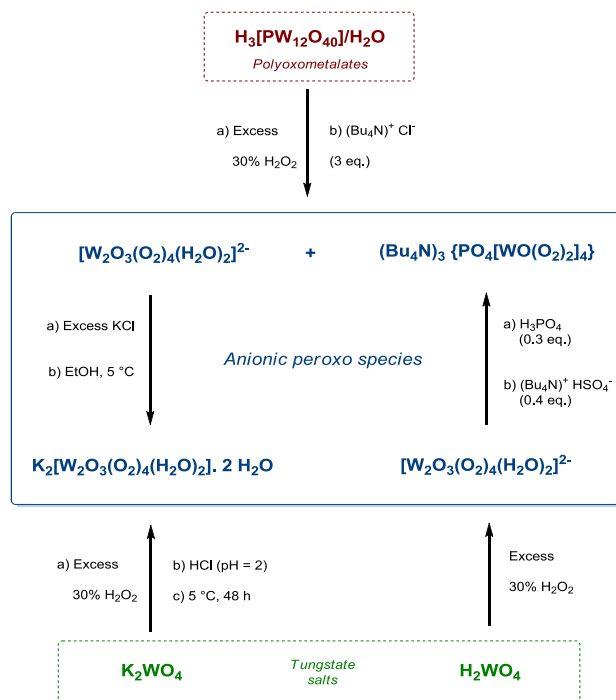 H₃[PW₁₂O₄₀]/H₂O
Polyoxometalates
a) Excess
30% H₂O₂
b) (Bu₄N)⁺ Cl⁻
(3 eq.)
[W₂O₃(O₂)₄(H₂O)₂]²⁻ + (Bu₄N)₃ {PO₄[WO(O₂)₂]₄}
a) Excess KCl
b) EtOH, 5 °C
Anionic peroxo species
a) H₃PO₄
(0.3 eq.)
b) (Bu₄N)⁺ HSO₄⁻
(0.4 eq.)
K₂[W₂O₃(O₂)₄(H₂O)₂]. 2 H₂O
[W₂O₃(O₂)₄(H₂O)₂]²⁻
a) Excess
30% H₂O₂
b) HCl (pH = 2)
c) 5 °C, 48 h
Excess
30% H₂O₂
K₂WO₄
Tungstate
salts
H₂WO₄